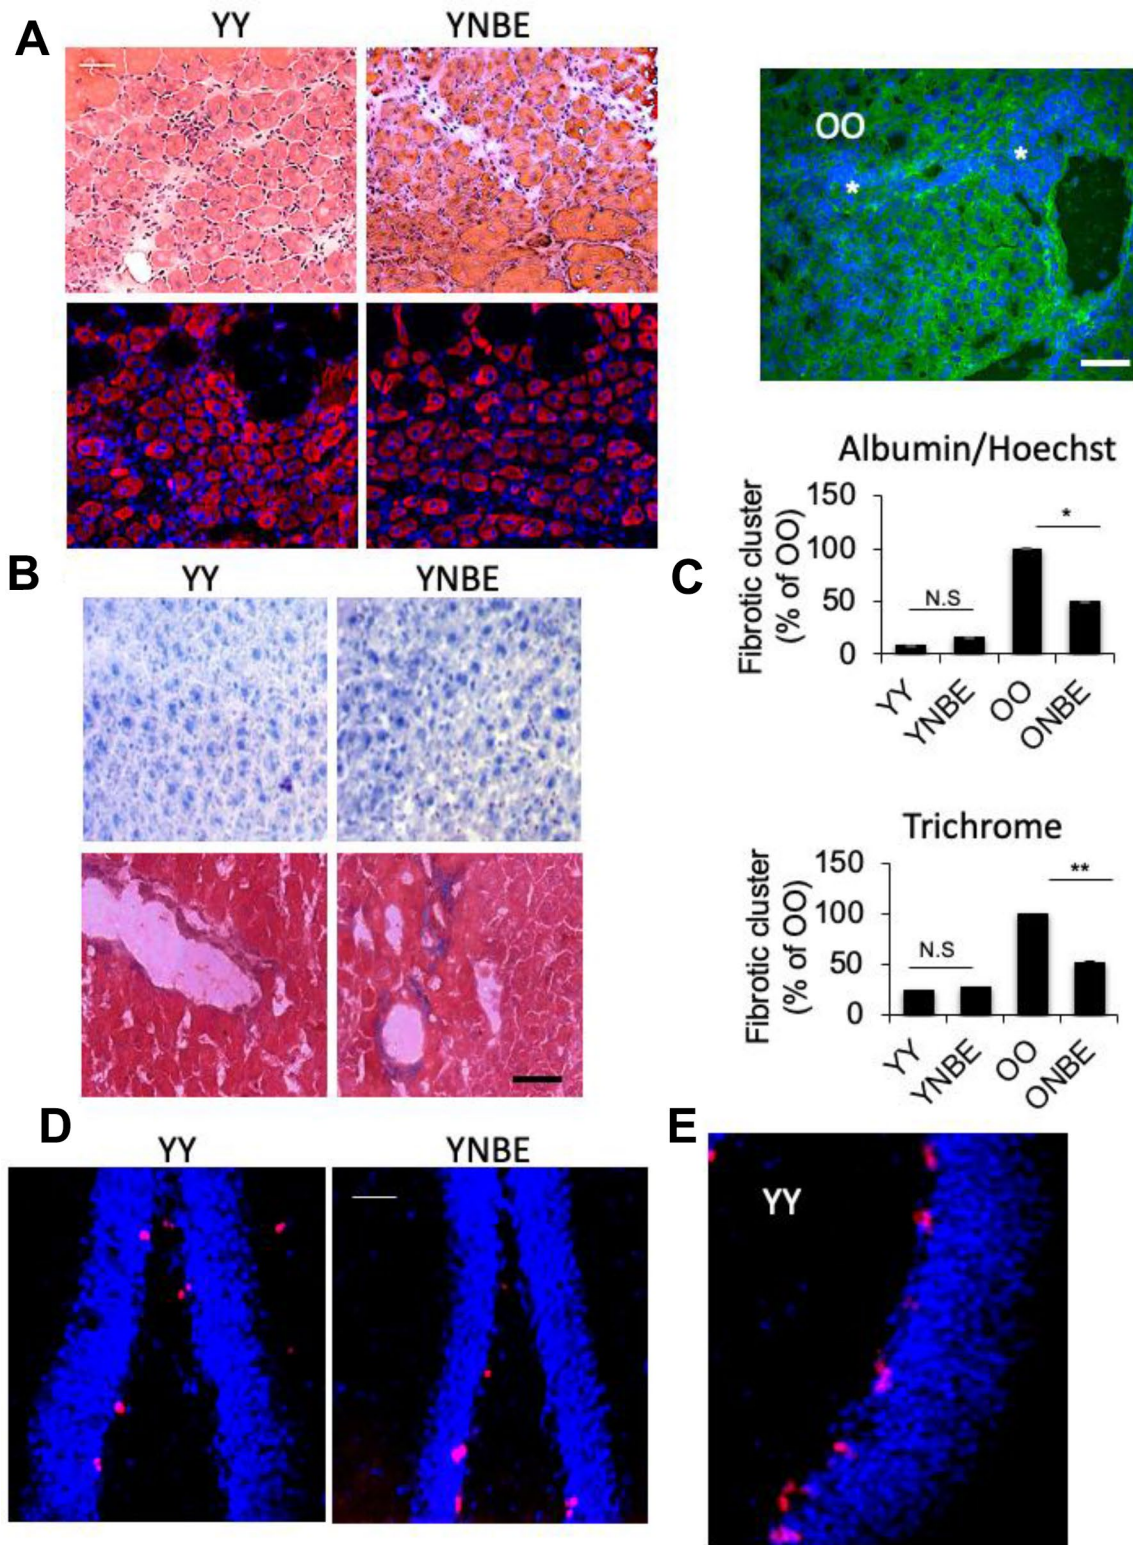 A
YY
YNBE
OO
*
*
B
YY
YNBE
C
Albumin/Hoechst
Fibrotic cluster
(% of OO)
150
100
50
0
N.S
*
YY
YNBE
OO
ONBE
Trichrome
Fibrotic cluster
(% of OO)
150
100
50
0
N.S
**
YY
YNBE
OO
ONBE
D
YY
YNBE
E
YY